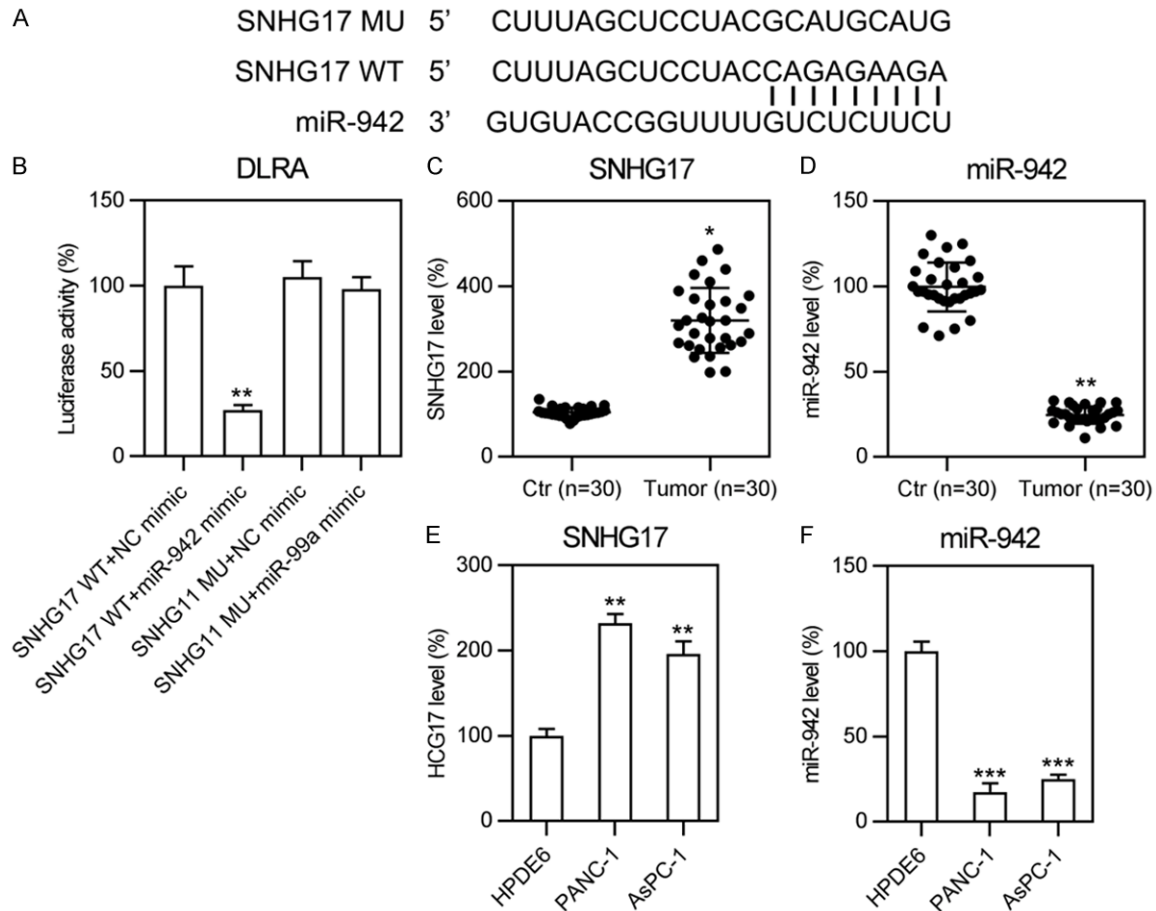 A
SNHG17 MU 5' CUUUAGCUCCUACGCAUGCAUG
SNHG17 WT 5' CUUUAGCUCCUACCAGAGAAGA
miR-942 3' GUGUACCGGUUUUGUCUCUUCU
B
DLRA
Luciferase activity (%)
150
100
50
0
SNHG17 WT+NC mimic
SNHG17 WT+miR-942 mimic
SNHG11 MU+NC mimic
SNHG11 MU+miR-99a mimic
**
C
SNHG17
SNHG17 level (%)
600
400
200
0
*
Ctr (n=30) Tumor (n=30)
D
miR-942
miR-942 level (%)
150
100
50
0
**
Ctr (n=30) Tumor (n=30)
E
SNHG17
HCG17 level (%)
300
200
100
0
** **
HPDE6
PANC-1
AsPC-1
F
miR-942
miR-942 level (%)
150
100
50
0
*** ***
HPDE6
PANC-1
AsPC-1